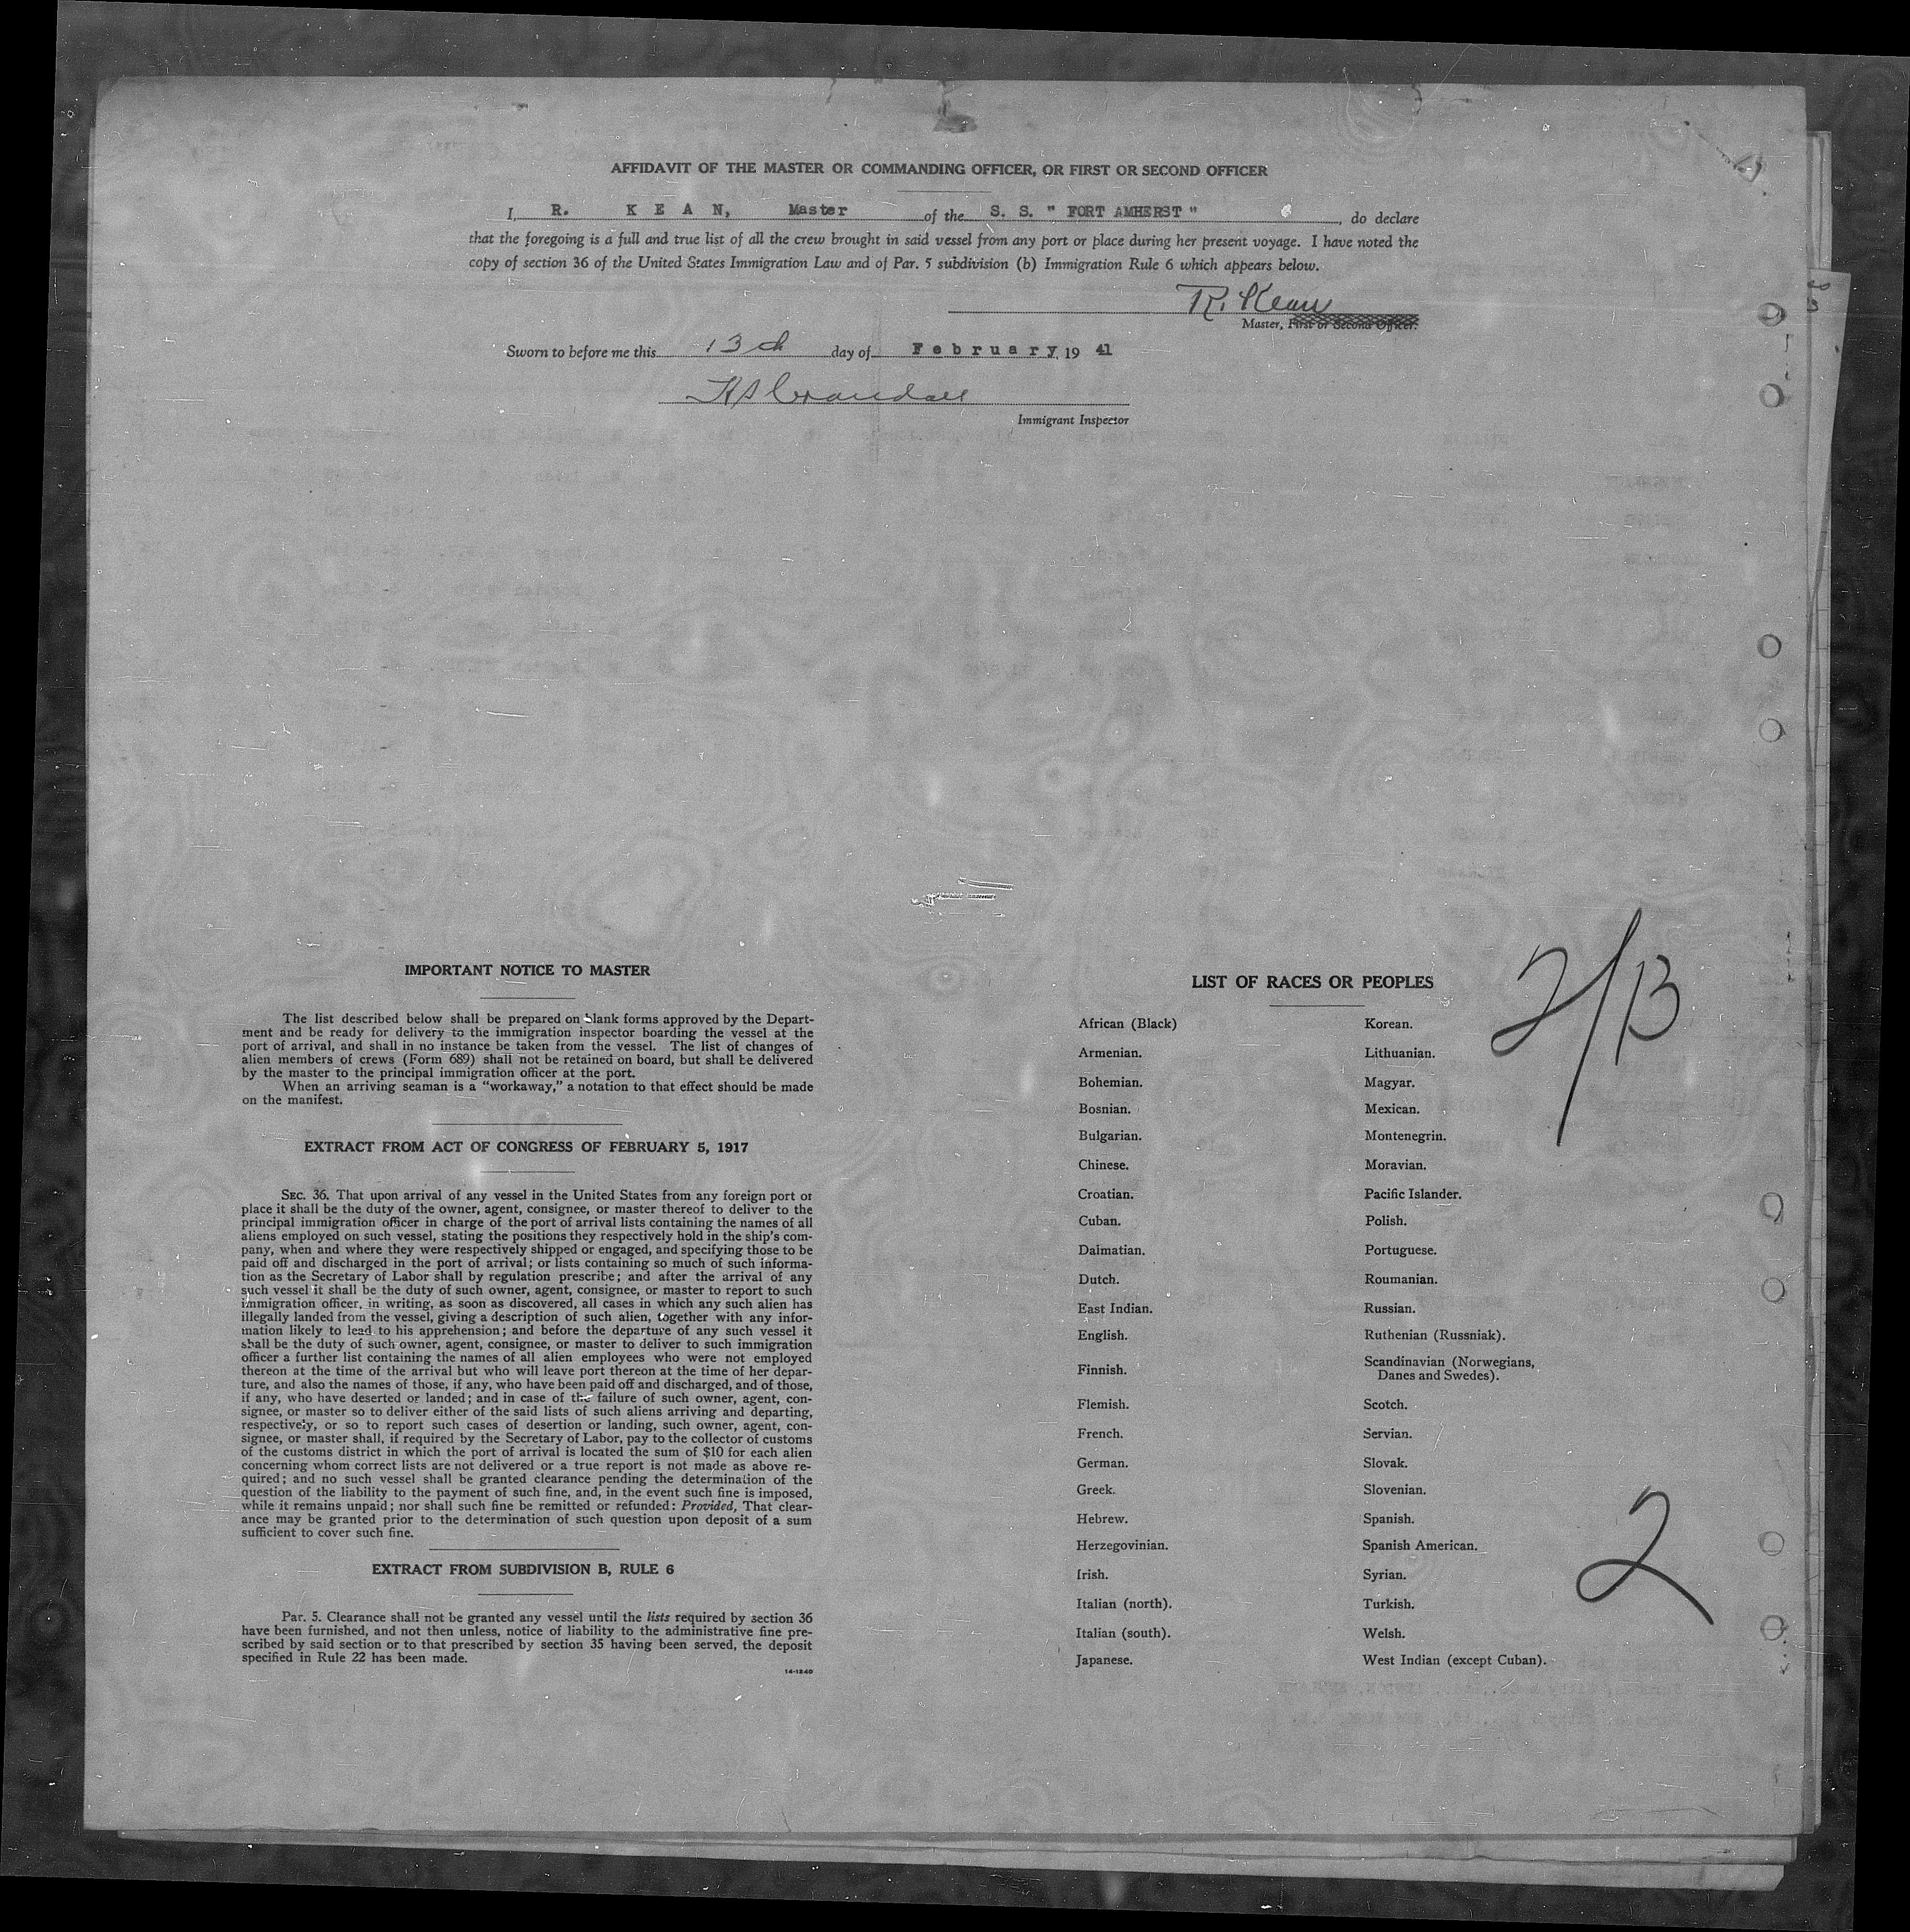 AFFIDAVIT OF THE MASTER OR COMMANDING OFFICER, OR FIRST OR SECOND OFFICER
I, R. KEAN, Master of the S. S. " FORT AMHERST ", do declare
that the foregoing is a full and true list of all the crew brought in said vessel from any port or place during her present voyage. I have noted the
copy of section 36 of the United States Immigration Law and of Par. 5 subdivision (b) Immigration Rule 6 which appears below.
R. Kean
Master, First or Second Officer.
Sworn to before me this 13th day of February, 19 41
Crandall
Immigrant Inspector
IMPORTANT NOTICE TO MASTER
The list described below shall be prepared on blank forms approved by the Depart-
ment and be ready for delivery to the immigration inspector boarding the vessel at the
port of arrival, and shall in no instance be taken from the vessel. The list of changes of
alien members of crews (Form 689) shall not be retained on board, but shall be delivered
by the master to the principal immigration officer at the port.
When an arriving seaman is a "workaway," a notation to that effect should be made
on the manifest.
EXTRACT FROM ACT OF CONGRESS OF FEBRUARY 5, 1917
SEC. 36. That upon arrival of any vessel in the United States from any foreign port or
place it shall be the duty of the owner, agent, consignee, or master thereof to deliver to the
principal immigration officer in charge of the port of arrival lists containing the names of all
aliens employed on such vessel, stating the positions they respectively hold in the ship's com-
pany, when and where they were respectively shipped or engaged, and specifying those to be
paid off and discharged in the port of arrival; or lists containing so much of such informa-
tion as the Secretary of Labor shall by regulation prescribe; and after the arrival of any
such vessel it shall be the duty of such owner, agent, consignee, or master to report to such
immigration officer, in writing, as soon as discovered, all cases in which any such alien has
illegally landed from the vessel, giving a description of such alien, together with any infor-
mation likely to lead to his apprehension; and before the departure of any such vessel it
shall be the duty of such owner, agent, consignee, or master to deliver to such immigration
officer a further list containing the names of all alien employees who were not employed
thereon at the time of the arrival but who will leave port thereon at the time of her depar-
ture, and also the names of those, if any, who have been paid off and discharged, and of those,
if any, who have deserted or landed; and in case of the failure of such owner, agent, con-
signee, or master so to deliver either of the said lists of such aliens arriving and departing,
respectively, or so to report such cases of desertion or landing, such owner, agent, con-
signee, or master shall, if required by the Secretary of Labor, pay to the collector of customs
of the customs district in which the port of arrival is located the sum of $10 for each alien
concerning whom correct lists are not delivered or a true report is not made as above re-
quired; and no such vessel shall be granted clearance pending the determination of the
question of the liability to the payment of such fine, and, in the event such fine is imposed,
while it remains unpaid; nor shall such fine be remitted or refunded: Provided, That clear-
ance may be granted prior to the determination of such question upon deposit of a sum
sufficient to cover such fine.
EXTRACT FROM SUBDIVISION B, RULE 6
Par. 5. Clearance shall not be granted any vessel until the lists required by section 36
have been furnished, and not then unless, notice of liability to the administrative fine pre-
scribed by said section or to that prescribed by section 35 having been served, the deposit
specified in Rule 22 has been made.
14-1240
LIST OF RACES OR PEOPLES
African (Black)
Armenian.
Bohemian.
Bosnian.
Bulgarian.
Chinese.
Croatian.
Cuban.
Dalmatian.
Dutch.
East Indian.
English.
Finnish.
Flemish.
French.
German.
Greek.
Hebrew.
Herzegovinian.
Irish.
Italian (north).
Italian (south).
Japanese.
Korean.
Lithuanian.
Magyar.
Mexican.
Montenegrin.
Moravian.
Pacific Islander.
Polish.
Portuguese.
Roumanian.
Russian.
Ruthenian (Russniak).
Scandinavian (Norwegians,
Danes and Swedes).
Scotch.
Servian.
Slovak.
Slovenian.
Spanish.
Spanish American.
Syrian.
Turkish.
Welsh.
West Indian (except Cuban).
2/13
2